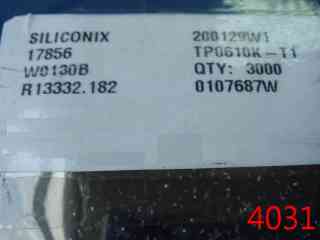 SILICONIX 200129W1
17856 TP0610K-T1
W0130B QTY: 3000
R13332.182 0107687W
4031